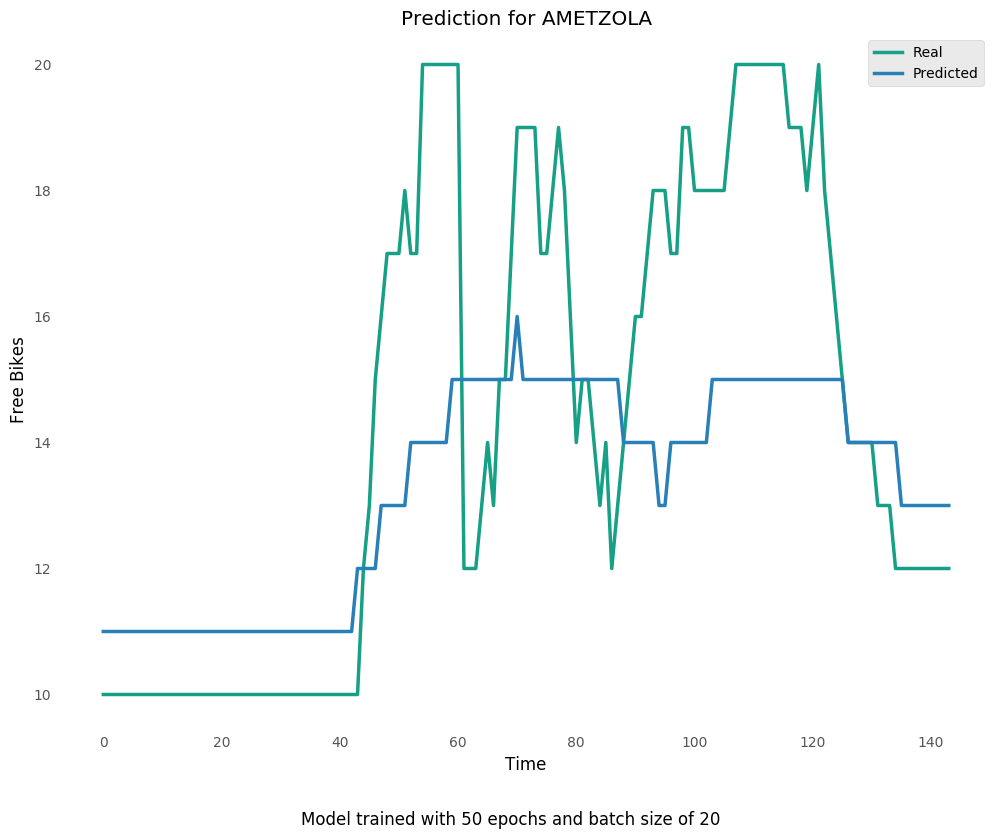 Prediction for AMETZOLA
Real
Predicted
Free Bikes
20
18
16
14
12
10
0 20 40 60 80 100 120 140
Time
Model trained with 50 epochs and batch size of 20